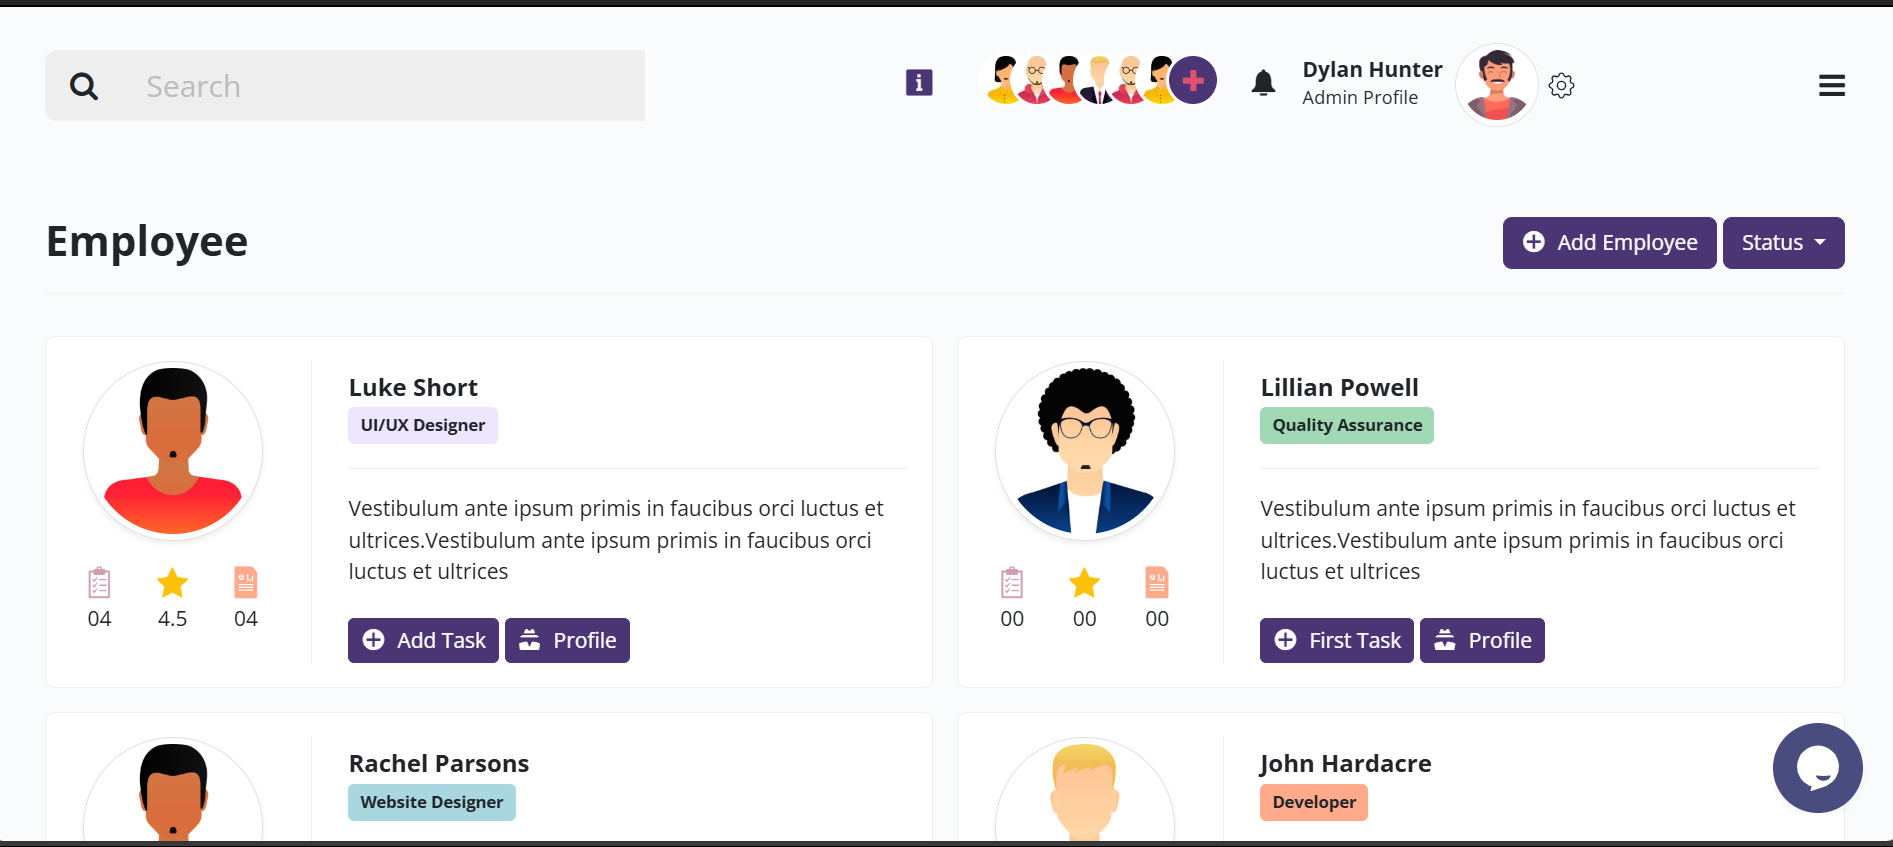 Search
Dylan Hunter
Admin Profile
Employee
Add Employee
Status
Luke Short
UI/UX Designer
Vestibulum ante ipsum primis in faucibus orci luctus et
ultrices.Vestibulum ante ipsum primis in faucibus orci
luctus et ultrices
04 4.5 04
Add Task Profile
Lillian Powell
Quality Assurance
Vestibulum ante ipsum primis in faucibus orci luctus et
ultrices.Vestibulum ante ipsum primis in faucibus orci
luctus et ultrices
00 00 00
First Task Profile
Rachel Parsons
Website Designer
John Hardacre
Developer